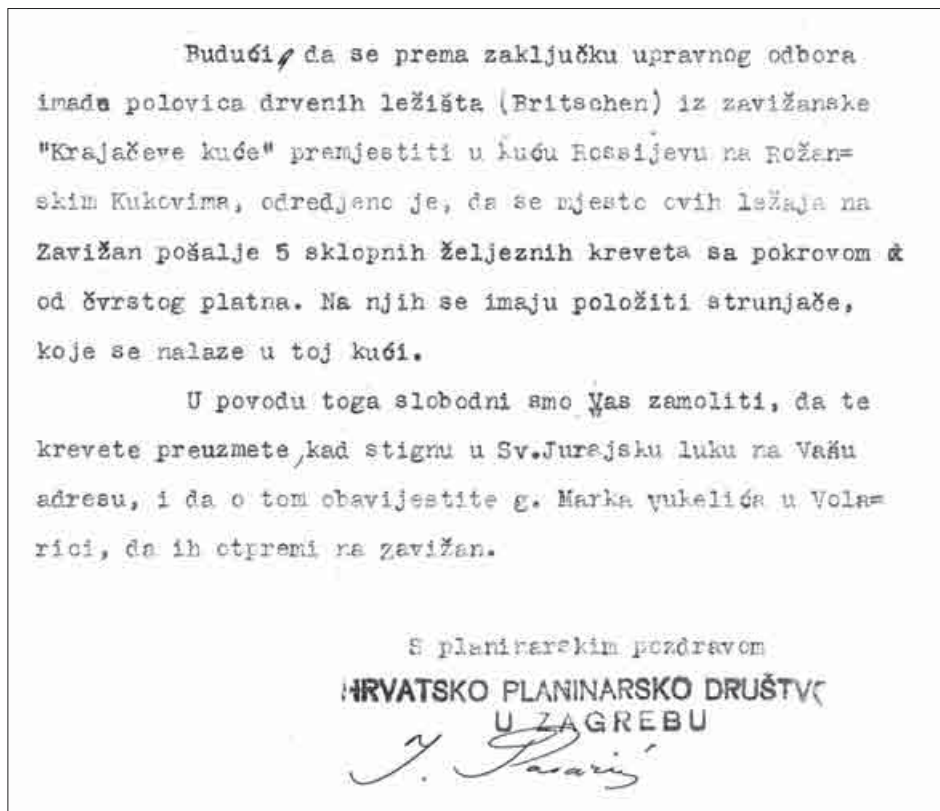 Budući, da se prema zaključku upravnog odbora
imade polovica drvenih ležišta (Britschen) iz zavižanske
"Krajačeve kuće" premjestiti u kuću Rossijevu na Rožan=
skim Kukovima, odredjeno je, da se mjesto ovih ležaja na
Zavižan pošalje 5 sklopnih željeznih kreveta sa pokrovom
od čvrstog platna. Na njih se imaju položiti strunjače,
koje se nalaze u toj kući.
U povodu toga slobodni smo Vas zamoliti, da te
krevete preuzmete, kad stignu u Sv.Jurajsku luku na Vašu
adresu, i da o tom obavijestite g. Marka vukelića u Vola=
rici, da ih otpremi na zavižan.
S planinarskim pozdravom
HRVATSKO PLANINARSKO DRUŠTVO
U ZAGREBU
J. Pasarić